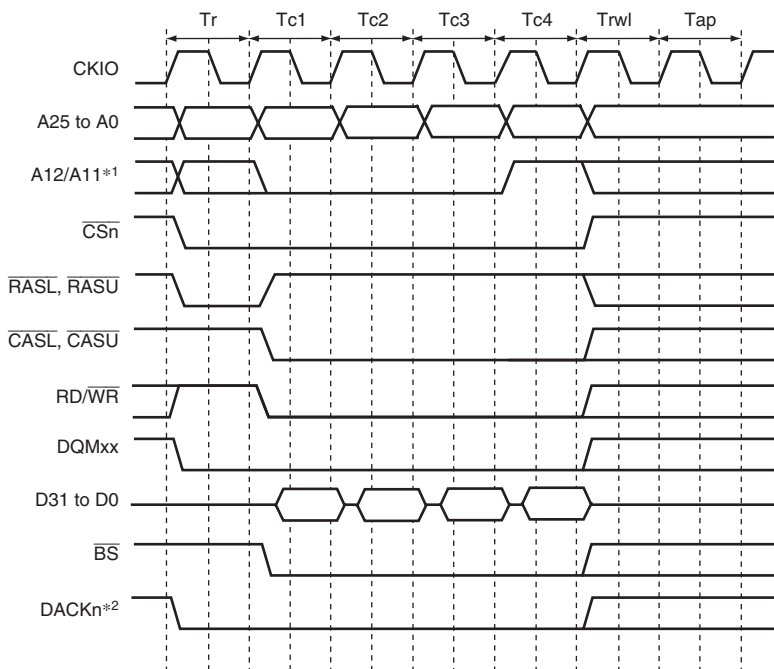 Tr Tc1 Tc2 Tc3 Tc4 Trwl Tap
CKIO
A25 to A0
A12/A11*1
CSn
RASL, RASU
CASL, CASU
RD/WR
DQMxx
D31 to D0
BS
DACKn*2